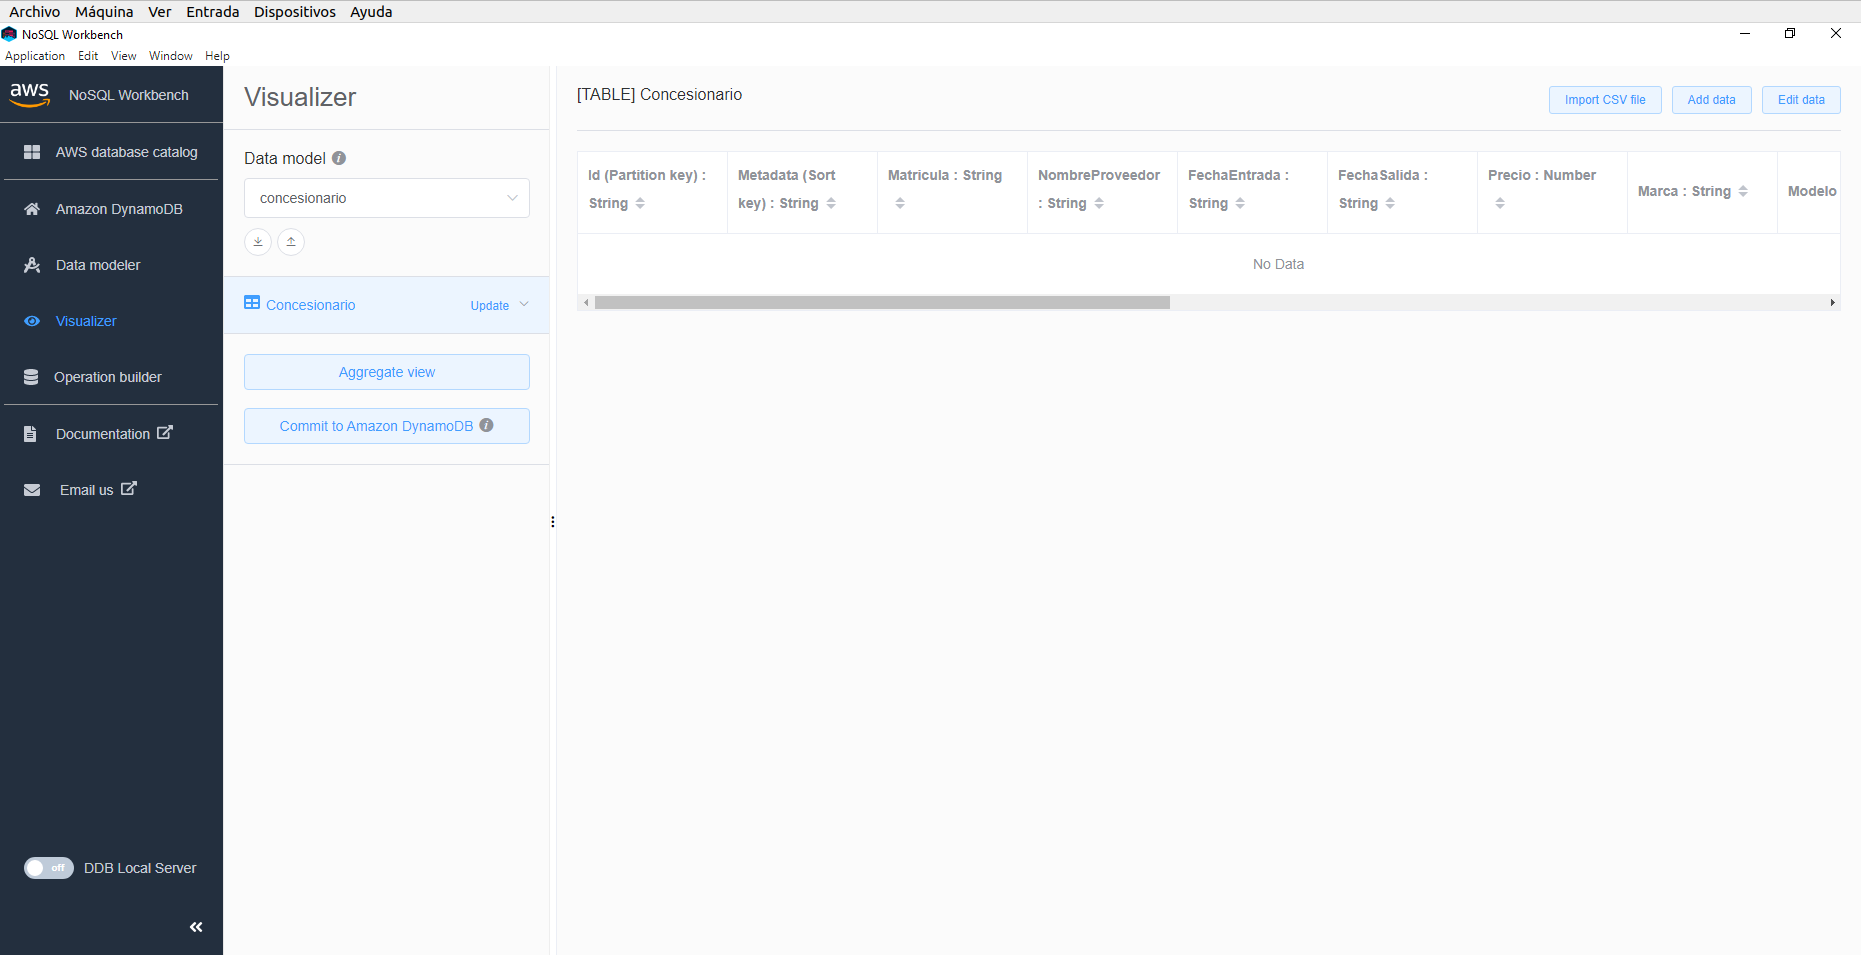 Archivo Máquina Ver Entrada Dispositivos Ayuda
NoSQL Workbench
Application Edit View Window Help
aws NoSQL Workbench
AWS database catalog
Amazon DynamoDB
Data modeler
Visualizer
Operation builder
Documentation
Email us
off DDB Local Server
Visualizer
Data model
concesionario
Concesionario Update
Aggregate view
Commit to Amazon DynamoDB
[TABLE] Concesionario
Import CSV file Add data Edit data
Id (Partition key) :
String
Metadata (Sort
key) : String
Matricula : String
NombreProveedor
: String
FechaEntrada :
String
FechaSalida :
String
Precio : Number
Marca : String
Modelo
No Data